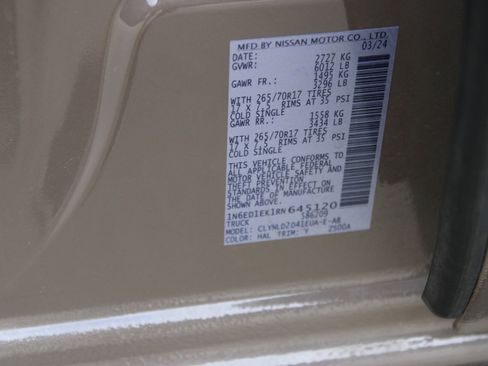 MFD BY NISSAN MOTOR CO., LTD.
DATE: 03/24
GVWR: 2727 KG
6012 LB
GAWR FR.: 1495 KG
3296 LB
WITH 265/70R17 TIRES
17 X 7.5 RIMS AT 35 PSI
COLD SINGLE
GAWR RR.: 1558 KG
3434 LB
WITH 265/70R17 TIRES
17 X 7.5 RIMS AT 35 PSI
COLD SINGLE
THIS VEHICLE CONFORMS TO
ALL APPLICABLE FEDERAL
MOTOR VEHICLE SAFETY AND
THEFT PREVENTION
STANDARDS IN EFFECT ON
THE DATE OF MANUFACTURE
SHOWN ABOVE.
1N6ED1EK1RN645120
TRUCK 586209
MODEL: CLYNLD2D41EUA-E-AB
COLOR: HAL TRIM: Y 2500A